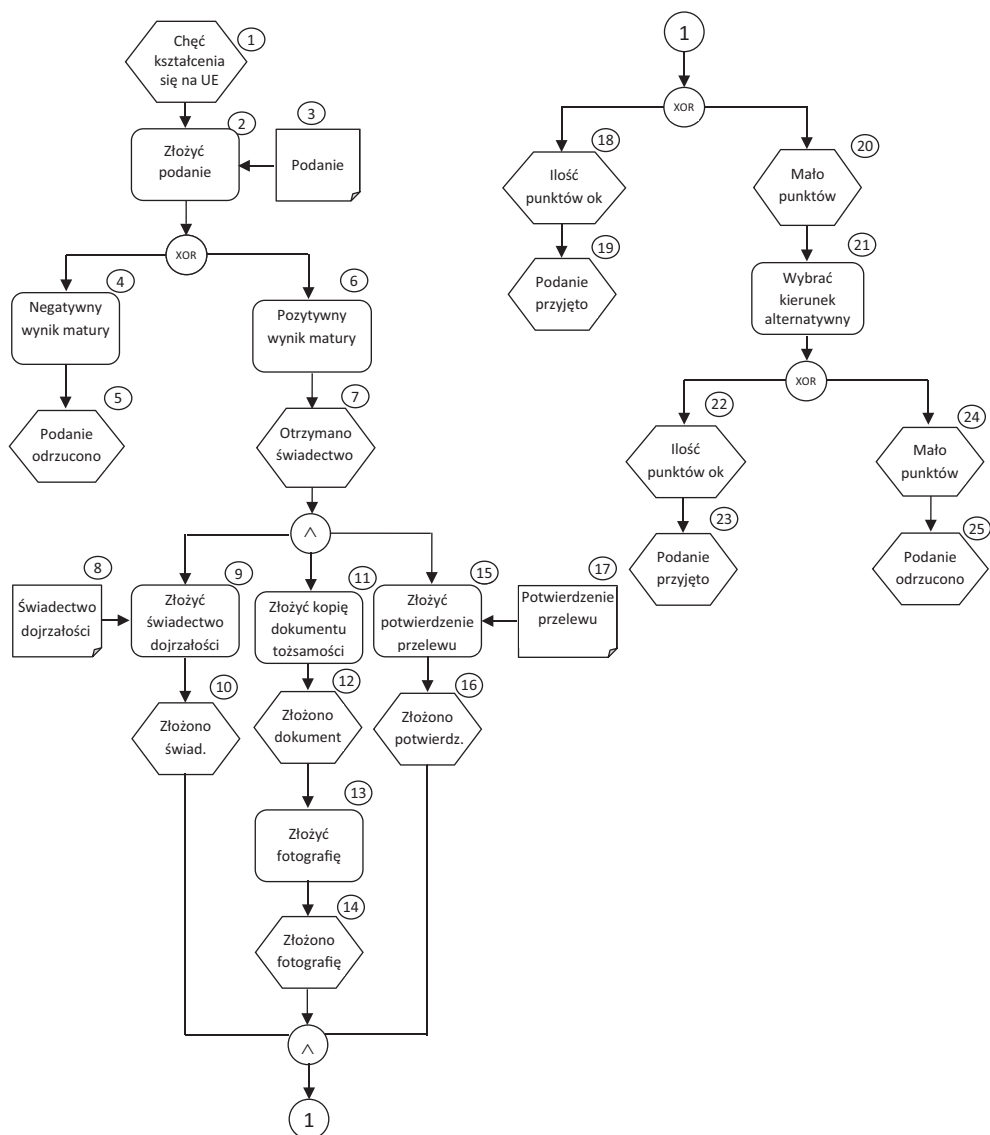 1
Chęć
kształcenia
się na UE
2
Złożyć
podanie
3
Podanie
XOR
4
Negatywny
wynik matury
5
Podanie
odrzucono
6
Pozytywny
wynik matury
7
Otrzymano
świadectwo
^
8
Świadectwo
dojrzałości
9
Złożyć
świadectwo
dojrzałości
10
Złożono
świad.
11
Złożyć kopię
dokumentu
tożsamości
12
Złożono
dokument
13
Złożyć
fotografię
14
Złożono
fotografię
15
Złożyć
potwierdzenie
przelewu
16
Złożono
potwierdz.
17
Potwierdzenie
przelewu
^
1
1
XOR
18
Ilość
punktów ok
19
Podanie
przyjęto
20
Mało
punktów
21
Wybrać
kierunek
alternatywny
XOR
22
Ilość
punktów ok
23
Podanie
przyjęto
24
Mało
punktów
25
Podanie
odrzucono